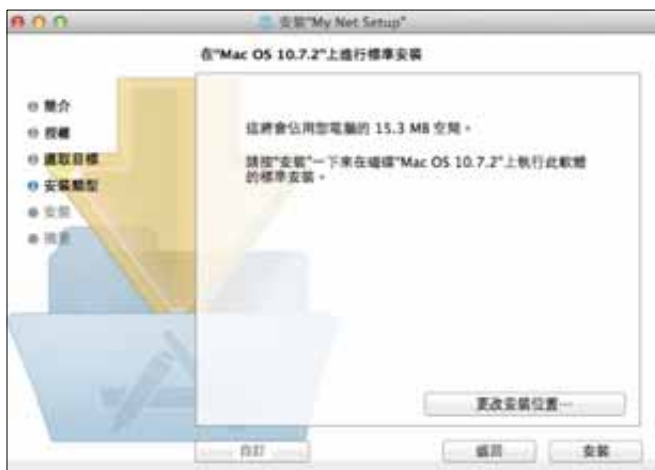 安裝"My Net Setup"
在"Mac OS 10.7.2"上進行標準安裝
簡介
授權
選取目標
安裝類型
安裝
摘要
這將會佔用您電腦的 15.3 MB 空間。
請按"安裝"一下來在磁碟"Mac OS 10.7.2"上執行此軟體
的標準安裝。
更改安裝位置⋯
自訂
返回
安裝